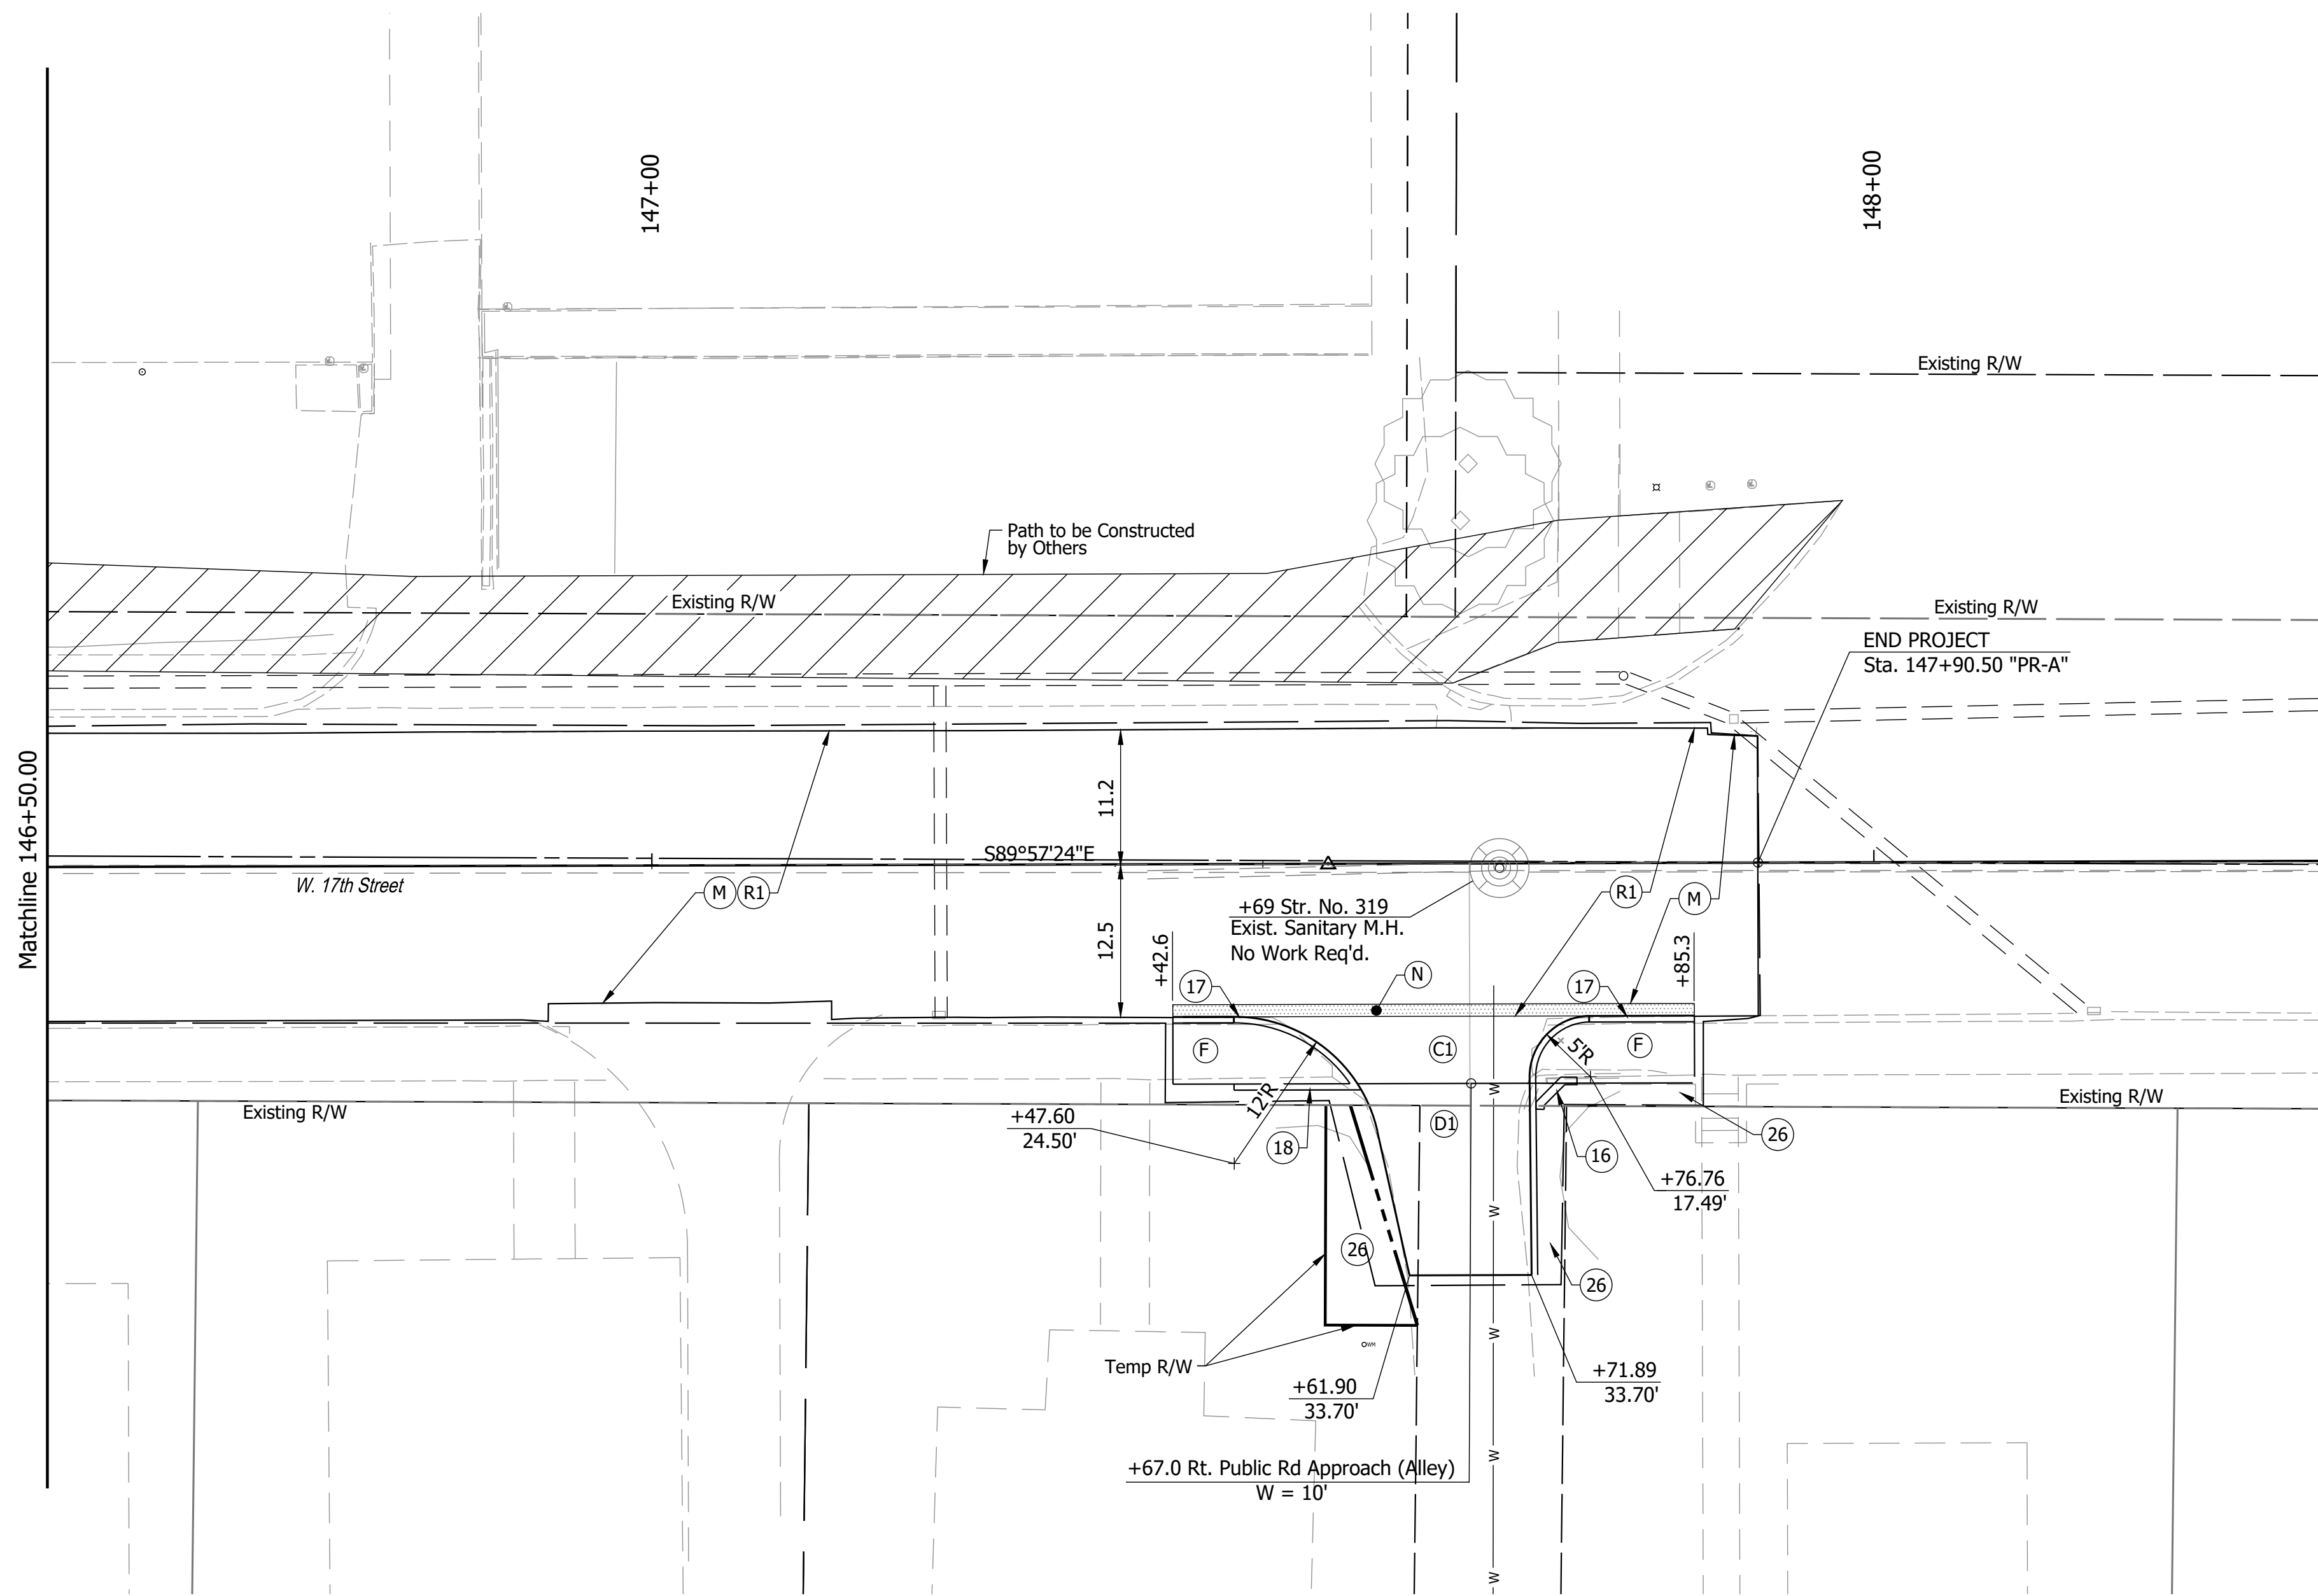 147+00
148+00
Existing R/W
Path to be Constructed
by Others
Existing R/W
Existing R/W
END PROJECT
Sta. 147+90.50 "PR-A"
Matchline 146+50.00
11.2
S89°57'24"E
W. 17th Street
M
R1
R1
M
+69 Str. No. 319
Exist. Sanitary M.H.
No Work Req'd.
12.5
+42.6
+85.3
17
N
17
F
C1
5'R
F
12'R
Existing R/W
Existing R/W
+47.60
24.50'
18
D1
16
26
+76.76
17.49'
26
26
W
W
W
W
W
WM
Temp R/W
+61.90
33.70'
+71.89
33.70'
+67.0 Rt. Public Rd Approach (Alley)
W = 10'